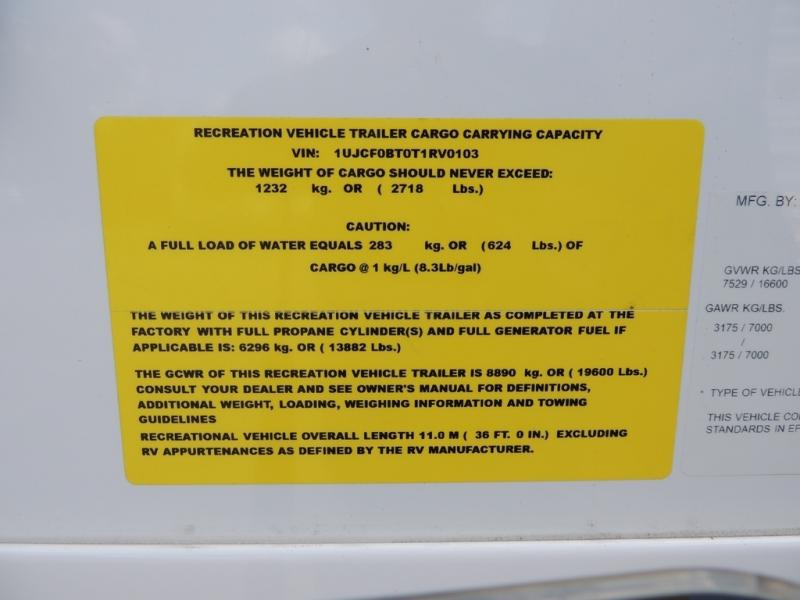 RECREATION VEHICLE TRAILER CARGO CARRYING CAPACITY
VIN: 1UJCF0BT0T1RV0103
THE WEIGHT OF CARGO SHOULD NEVER EXCEED:
1232 kg. OR ( 2718 Lbs.)
CAUTION:
A FULL LOAD OF WATER EQUALS 283 kg. OR (624 Lbs.) OF
CARGO @ 1 kg/L (8.3Lb/gal)
THE WEIGHT OF THIS RECREATION VEHICLE TRAILER AS COMPLETED AT THE
FACTORY WITH FULL PROPANE CYLINDER(S) AND FULL GENERATOR FUEL IF
APPLICABLE IS: 6296 kg. OR ( 13882 Lbs.)
THE GCWR OF THIS RECREATION VEHICLE TRAILER IS 8890 kg. OR ( 19600 Lbs.)
CONSULT YOUR DEALER AND SEE OWNER'S MANUAL FOR DEFINITIONS,
ADDITIONAL WEIGHT, LOADING, WEIGHING INFORMATION AND TOWING
GUIDELINES
RECREATIONAL VEHICLE OVERALL LENGTH 11.0 M ( 36 FT. 0 IN.) EXCLUDING
RV APPURTENANCES AS DEFINED BY THE RV MANUFACTURER.
MFG. BY:
GVWR KG/LBS
7529 / 16600
GAWR KG/LBS.
3175 / 7000
/
3175 / 7000
* TYPE OF VEHICLE
THIS VEHICLE CO
STANDARDS IN EF